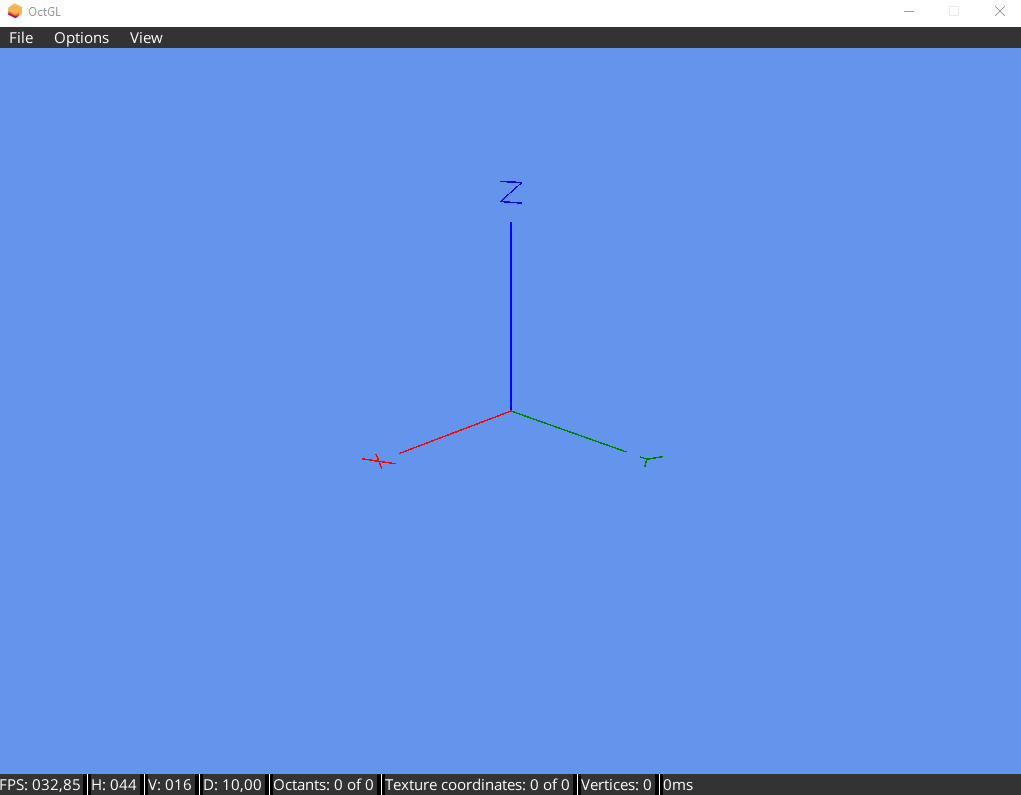 OctGL
File Options View
Z
X
Y
FPS: 032,85 H: 044 V: 016 D: 10,00 Octants: 0 of 0 Texture coordinates: 0 of 0 Vertices: 0 0ms